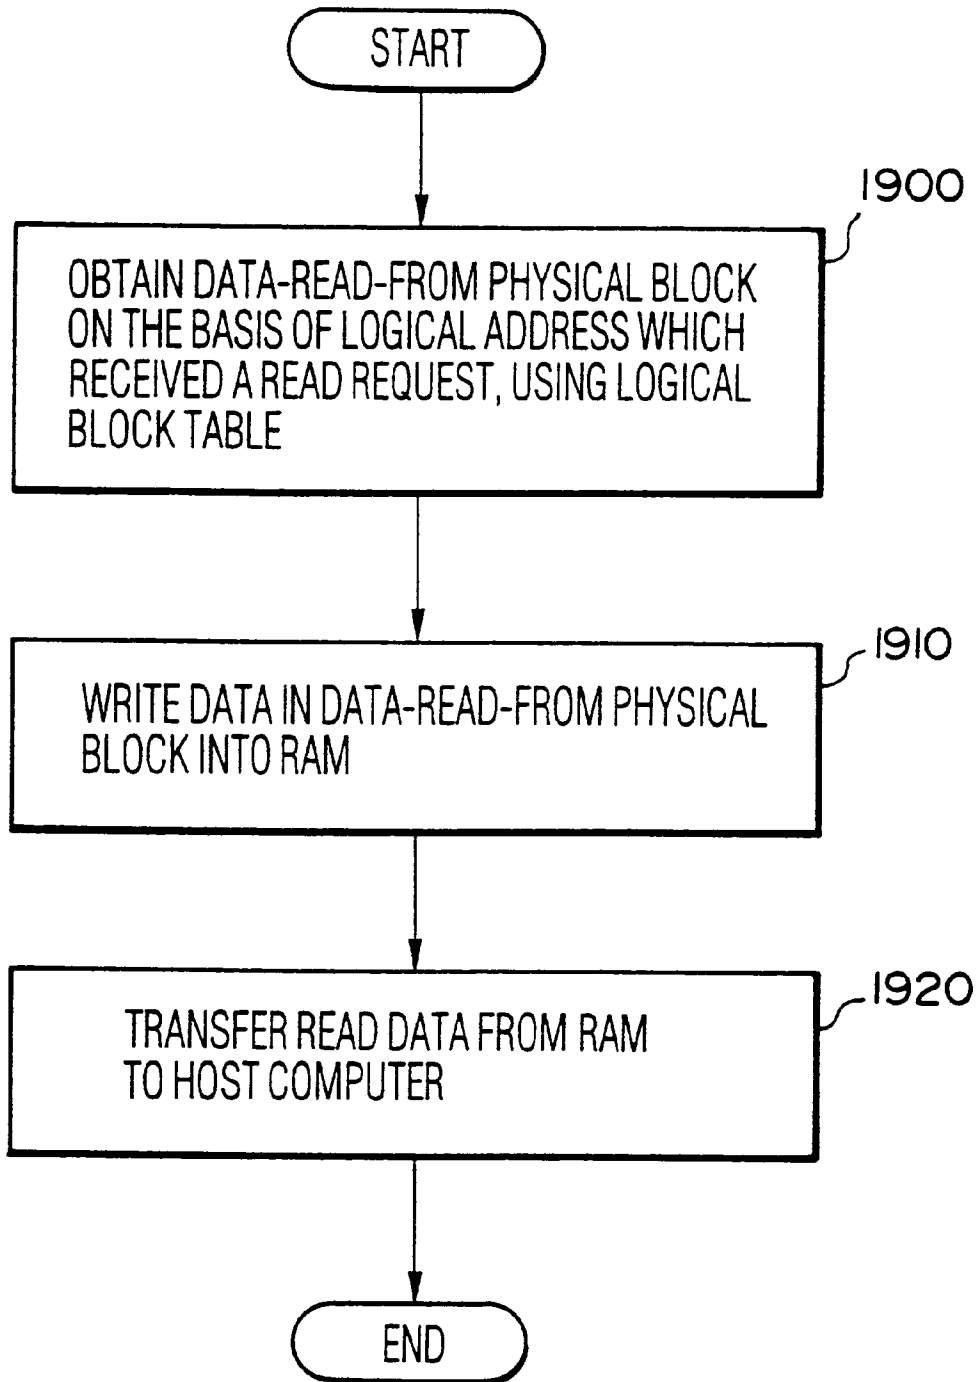 START
1900
OBTAIN DATA-READ-FROM PHYSICAL BLOCK
ON THE BASIS OF LOGICAL ADDRESS WHICH
RECEIVED A READ REQUEST, USING LOGICAL
BLOCK TABLE
1910
WRITE DATA IN DATA-READ-FROM PHYSICAL
BLOCK INTO RAM
1920
TRANSFER READ DATA FROM RAM
TO HOST COMPUTER
END